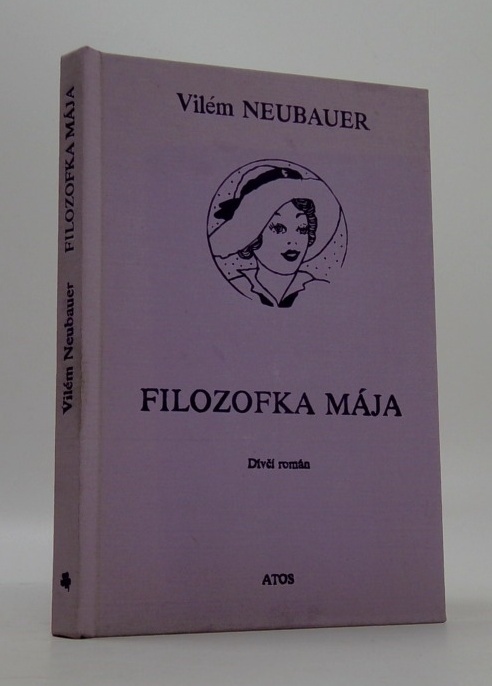 Vilém NEUBAUER
FILOZOFKA MÁJA
Dívčí román
ATOS
Vilém Neubauer FILOZOFKA MÁJA